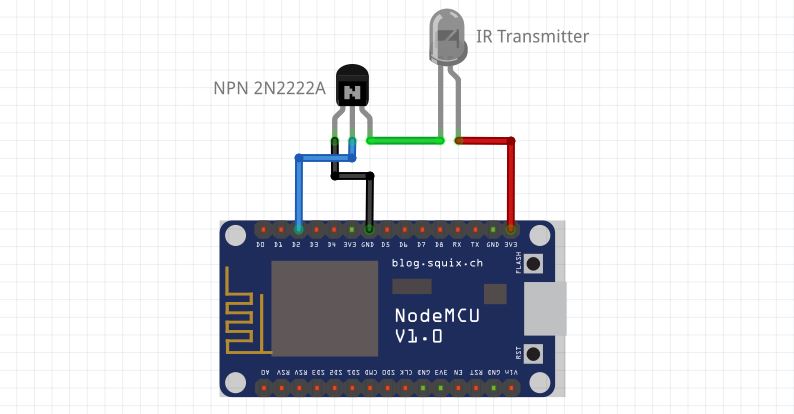 IR Transmitter
NPN 2N2222A
N
D0 D1 D2 D3 D4 3V3 GND D5 D6 D7 D8 RX TX GND 3V3
blog.squix.ch
FLASH
NodeMCU
V1.0
RST
A0 RSV RSV SD3 SD2 SD1 CMD SD0 CLK GND 3V3 EN RST GND Vin